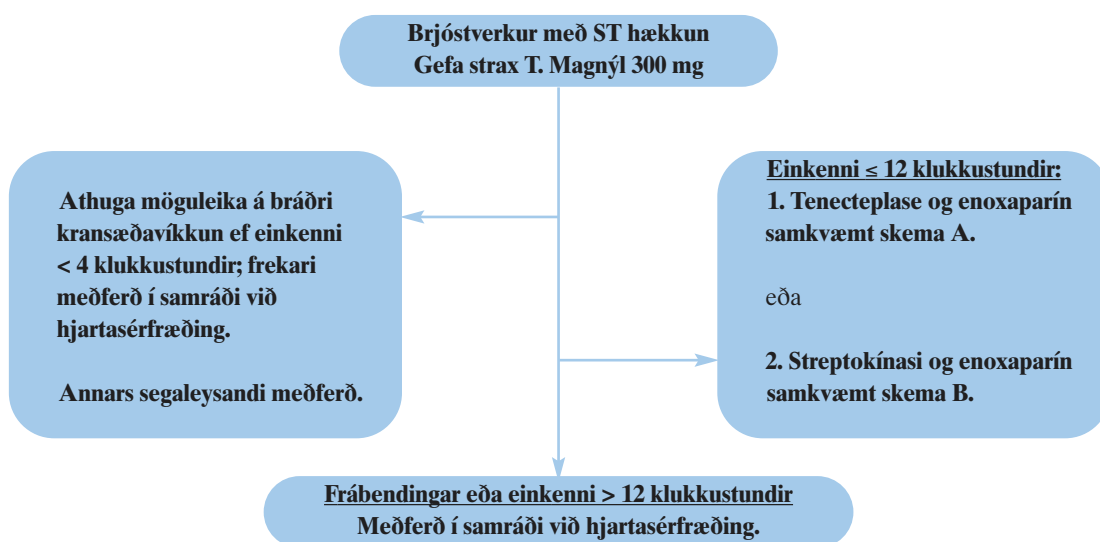 Brjóstverkur með ST hækkun
Gefa strax T. Magnýl 300 mg
Athuga möguleika á bráðri
kransæðavíkkun ef einkenni
< 4 klukkustundir; frekari
meðferð í samráði við
hjartasérfræðing.
Annars segaleysandi meðferð.
Einkenni ≤ 12 klukkustundir:
1. Tenecteplase og enoxaparín
samkvæmt skema A.
eða
2. Streptokínasi og enoxaparín
samkvæmt skema B.
Frábendingar eða einkenni > 12 klukkustundir
Meðferð í samráði við hjartasérfræðing.